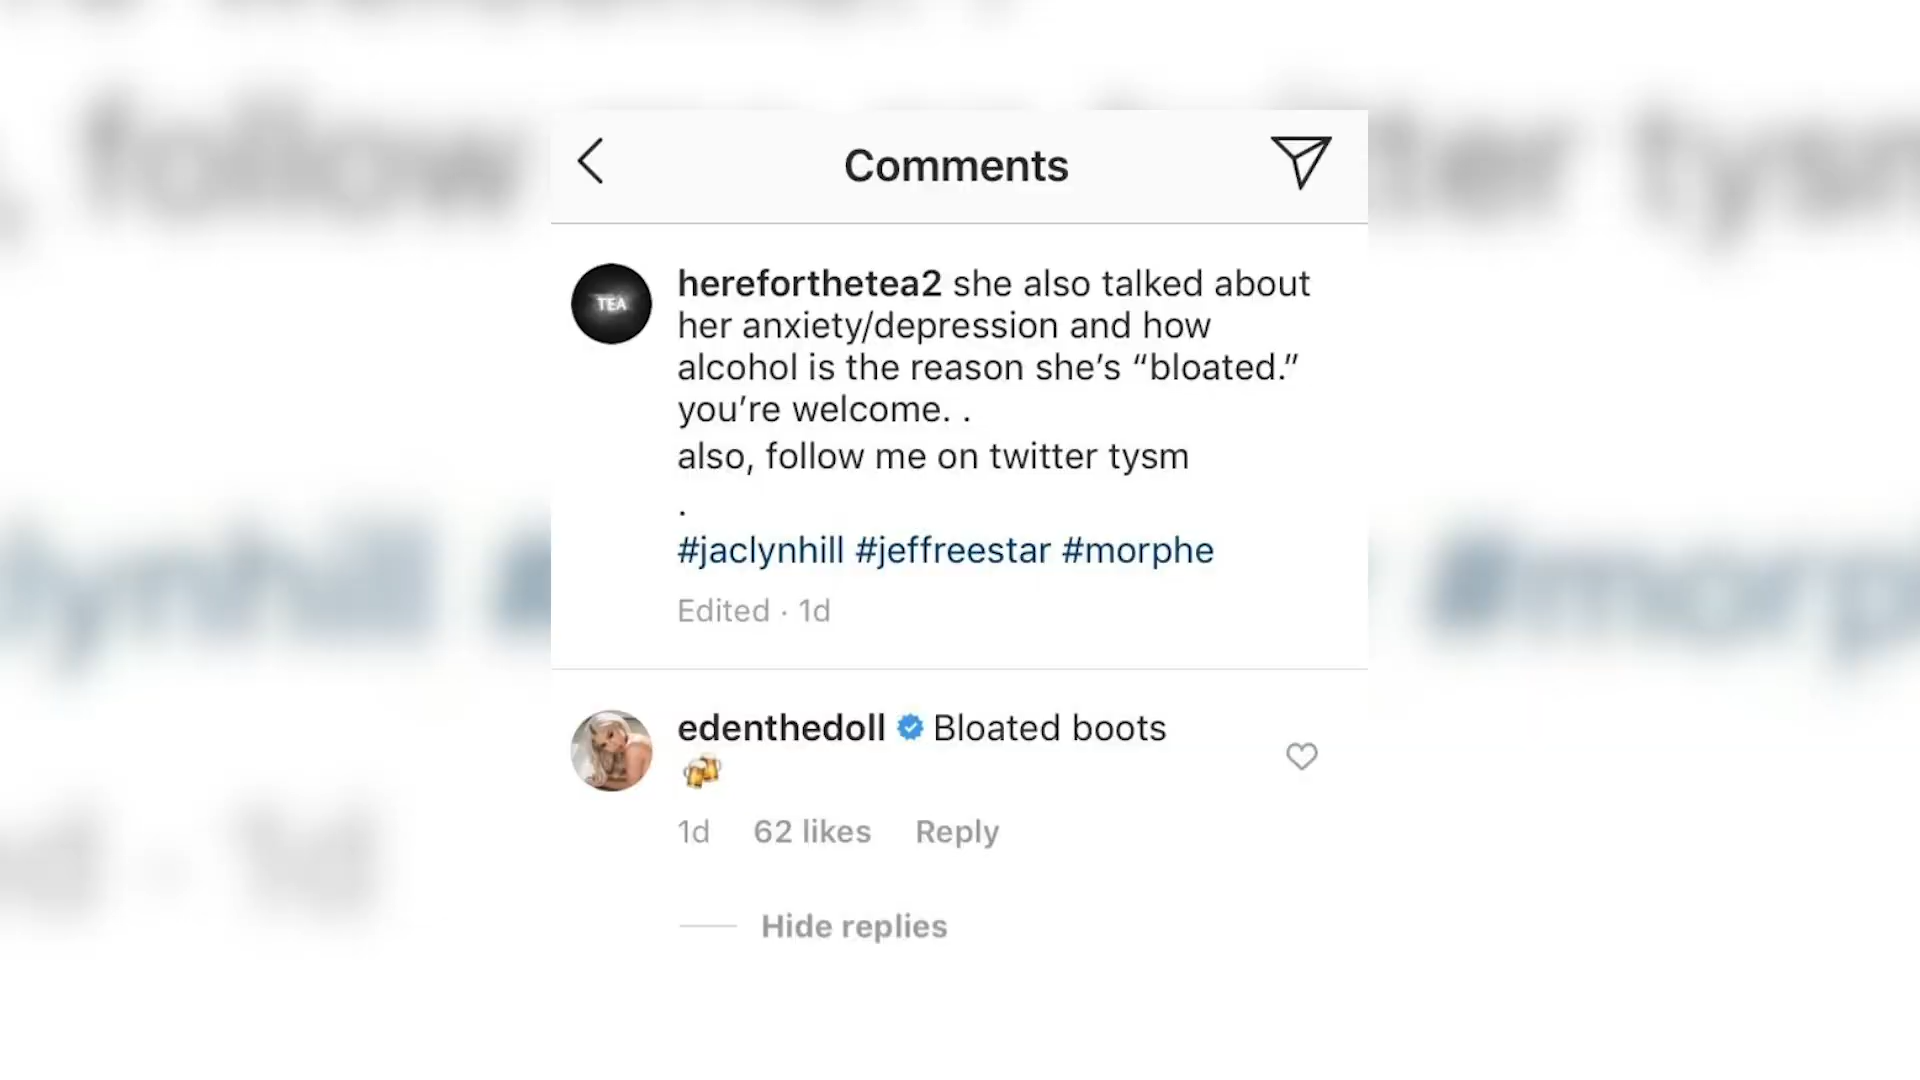 Comments
TEA
hereforthetea2 she also talked about
her anxiety/depression and how
alcohol is the reason she’s “bloated.”
you’re welcome. .
also, follow me on twitter tysm
.
#jaclynhill #jeffreestar #morphe
Edited · 1d
edenthedoll Bloated boots
🍻
1d 62 likes Reply
Hide replies